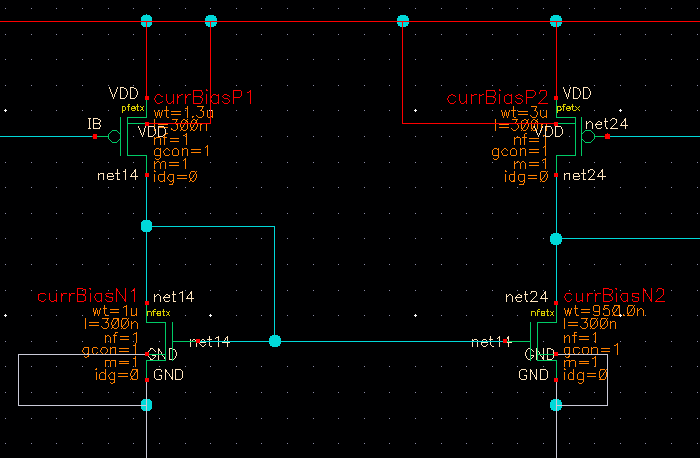 VDD
currBiasP1
pfetx
wt=1.3u
IB
VDD
l=300n
nf=1
gcon=1
m=1
idg=0
net14
VDD
currBiasP2
pfetx
wt=3u
net24
VDD
l=300n
nf=1
gcon=1
m=1
idg=0
net24
currBiasN1
net14
wt=1u
nfetx
l=300n
nf=1
net14
gcon=1
GND
m=1
GND
idg=0
net24
currBiasN2
nfetx
wt=950.0n
l=300n
net14
nf=1
GND
gcon=1
m=1
GND
idg=0